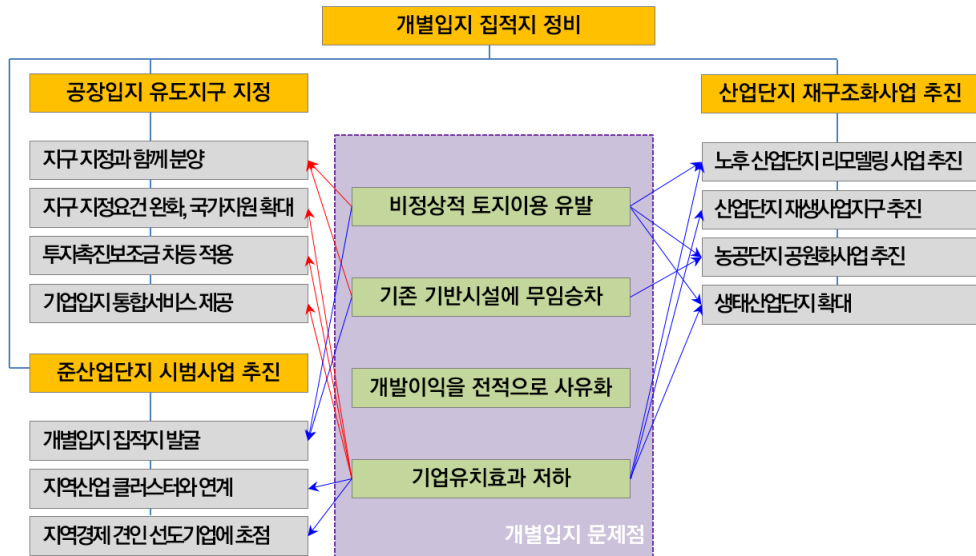 개별입지 집적지 정비
공장입지 유도지구 지정
지구 지정과 함께 분양
지구 지정요건 완화, 국가지원 확대
투자촉진보조금 차등 적용
기업입지 통합서비스 제공
준산업단지 시범사업 추진
개별입지 집적지 발굴
지역산업 클러스터와 연계
지역경제 견인 선도기업에 초점
비정상적 토지이용 유발
기존 기반시설에 무임승차
개발이익을 전적으로 사유화
기업유치효과 저하
개별입지 문제점
산업단지 재구조화사업 추진
노후 산업단지 리모델링 사업 추진
산업단지 재생사업지구 추진
농공단지 공원화사업 추진
생태산업단지 확대